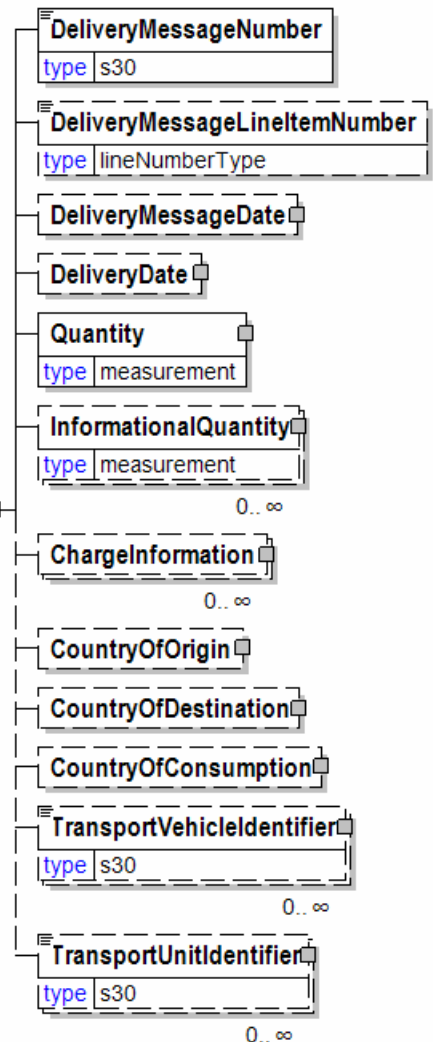 DeliveryMessageNumber
type s30
DeliveryMessageLineItemNumber
type lineNumberType
DeliveryMessageDate
DeliveryDate
Quantity
type measurement
InformationalQuantity
type measurement
0.. ∞
ChargeInformation
0.. ∞
CountryOfOrigin
CountryOfDestination
CountryOfConsumption
TransportVehicleIdentifier
type s30
0.. ∞
TransportUnitIdentifier
type s30
0.. ∞